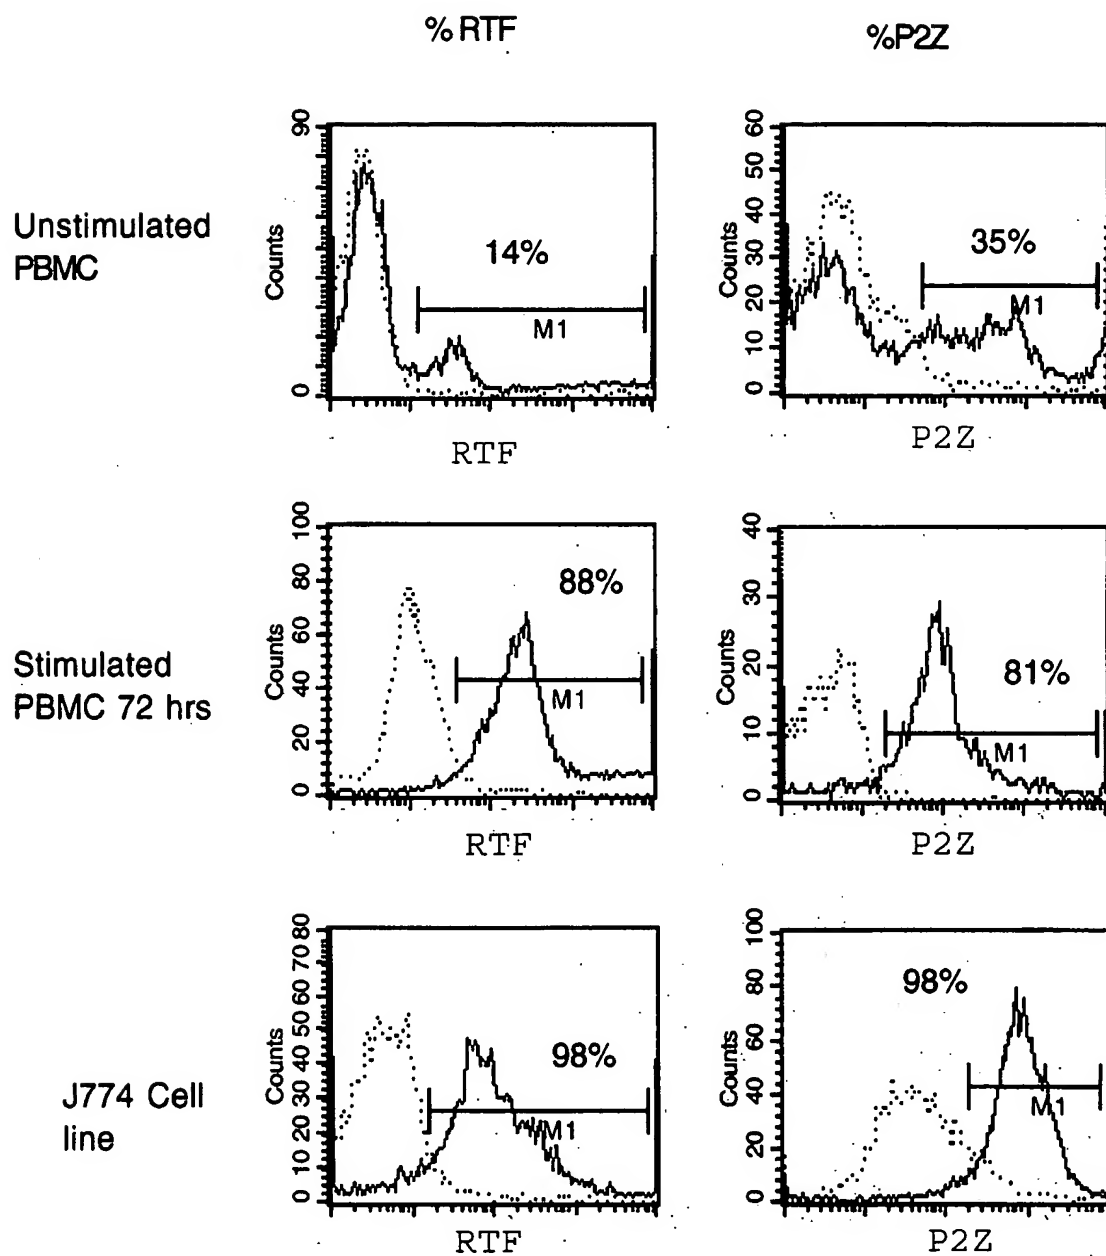 % RTF
%P2Z
Unstimulated
PBMC
90
0
Counts
14%
M1
RTF
60
50
40
30
20
10
0
Counts
35%
M1
P2Z
Stimulated
PBMC 72 hrs
100
80
60
40
20
0
Counts
88%
M1
RTF
40
30
20
10
0
Counts
81%
M1
P2Z
J774 Cell
line
80
70
60
50
40
30
20
10
0
Counts
98%
M1
RTF
100
80
60
40
20
0
Counts
98%
M1
P2Z